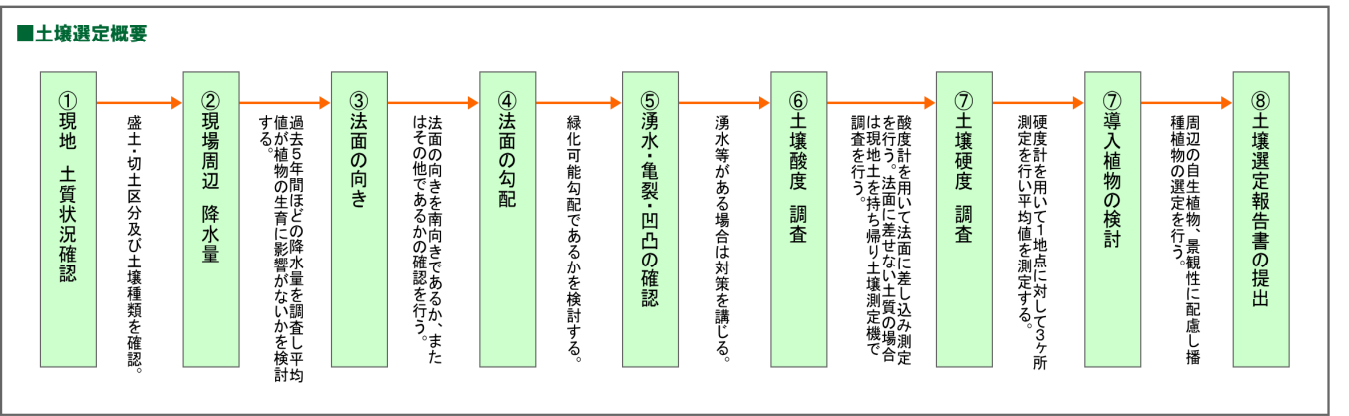 ■土壌選定概要
①現地 土質状況確認
盛土・切土区分及び土壌種類を確認。
②現場周辺 降水量
過去５年間ほどの降水量を調査し平均
値が植物の生育に影響がないかを検討
する。
③法面の向き
法面の向きを南向きであるか、また
はその他であるかの確認を行う。
④法面の勾配
緑化可能勾配であるかを検討する。
⑤湧水・亀裂・凹凸の確認
湧水等がある場合は対策を講じる。
⑥土壌酸度 調査
酸度計を用いて法面に差し込み測定
を行う。法面に差せない土質の場合
は現地土を持ち帰り土壌測定機で
調査を行う。
⑦土壌硬度 調査
硬度計を用いて１地点に対して３ヶ所
測定を行い平均値を測定する。
⑦導入植物の検討
周辺の自生植物、景観性に配慮し播
種植物の選定を行う。
⑧土壌選定報告書の提出